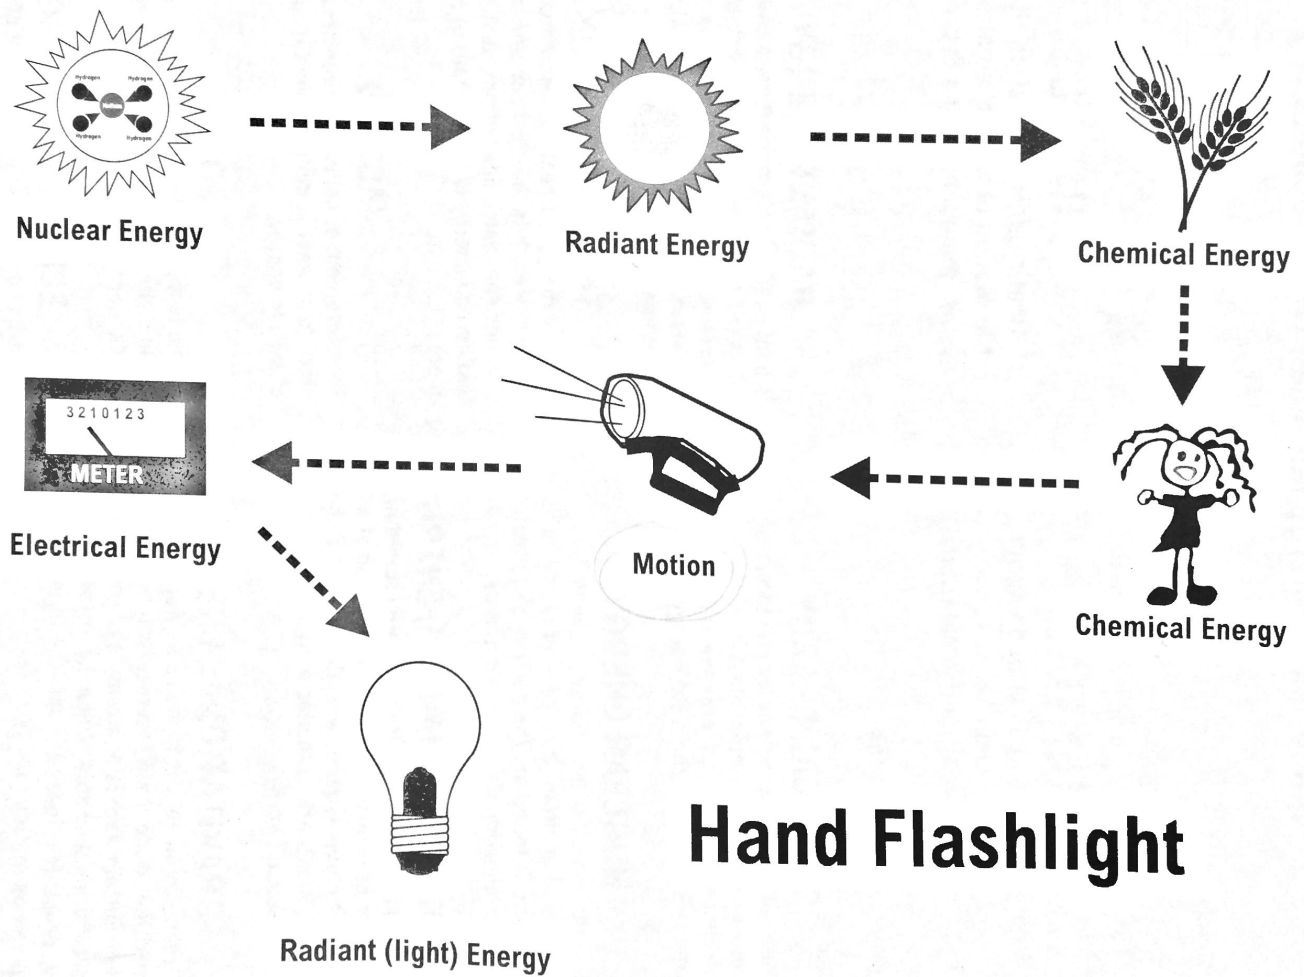 Hydrogen Hydrogen
Hydrogen Hydrogen
Nuclear Energy
Radiant Energy
Chemical Energy
3210123
METER
Electrical Energy
Motion
Chemical Energy
Hand Flashlight
Radiant (light) Energy